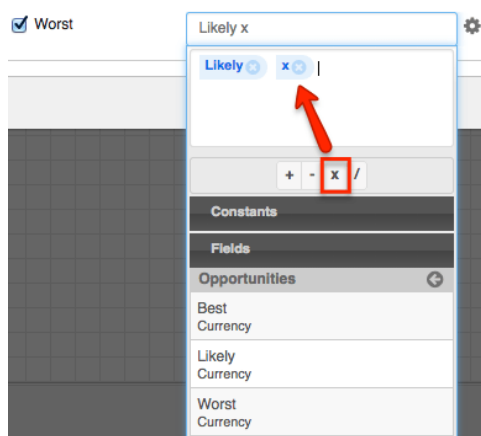 Worst
Likely x
Likely x
+ - x /
Constants
Fields
Opportunities
Best
Currency
Likely
Currency
Worst
Currency